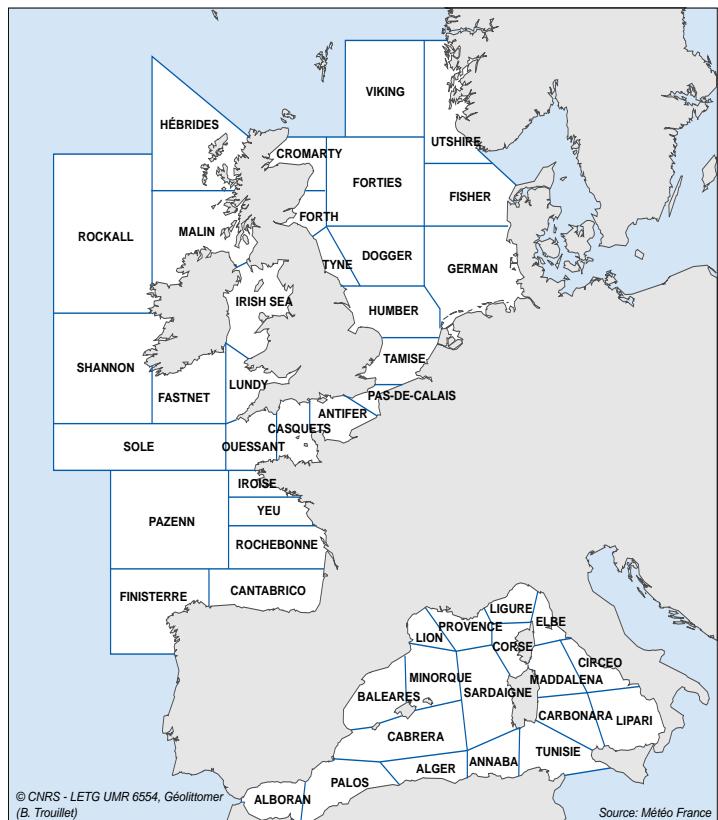 VIKING
HÉBRIDES
UTSHIRE
CROMARTY
FORTIES
FISHER
FORTH
ROCKALL
MALIN
DOGGER
TYNE
GERMAN
IRISH SEA
HUMBER
TAMISE
SHANNON
LUNDY
PAS-DE-CALAIS
FASTNET
ANTIFER
CASQUETS
SOLE
OUESSANT
IROISE
YEU
PAZENN
ROCHEBONNE
CANTABRICO
FINISTERRE
LIGURE
ELBE
PROVENCE
LION
CORSE
CIRCEO
MINORQUE
MADDALENA
SARDAIGNE
BALEARES
CARBONARA
LIPARI
CABRERA
TUNISIE
ANNABA
ALGER
PALOS
ALBORAN
© CNRS - LETG UMR 6554, Géolittomer
(B. Trouillet)
Source: Météo France